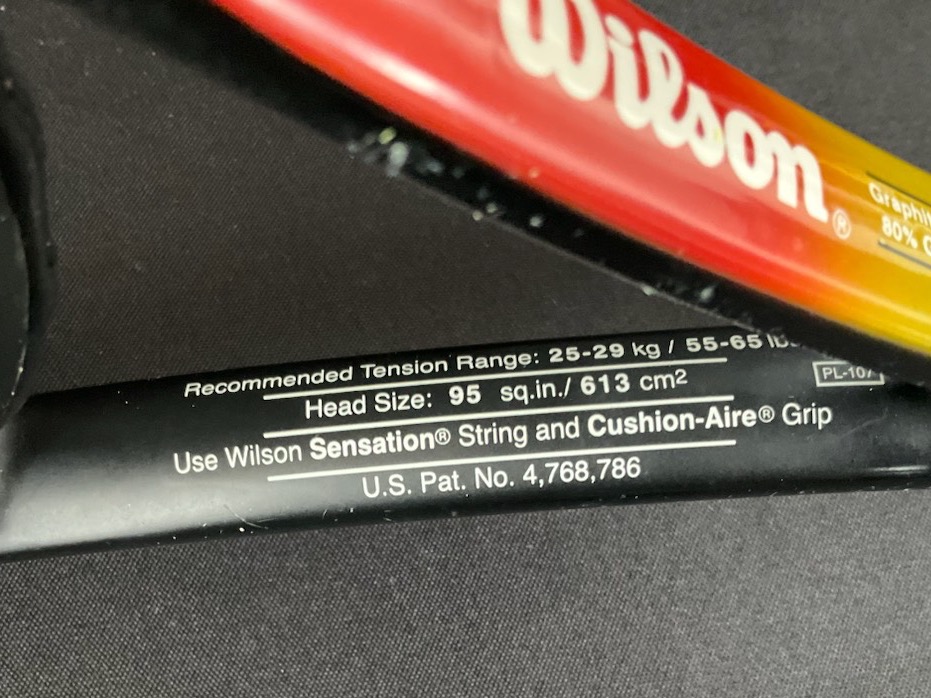 Wilson®
80%
Recommended Tension Range: 25-29 kg / 55-65
Head Size: 95 sq.in./ 613 cm2
Use Wilson Sensation® String and Cushion-Aire® Grip
U.S. Pat. No. 4,768,786